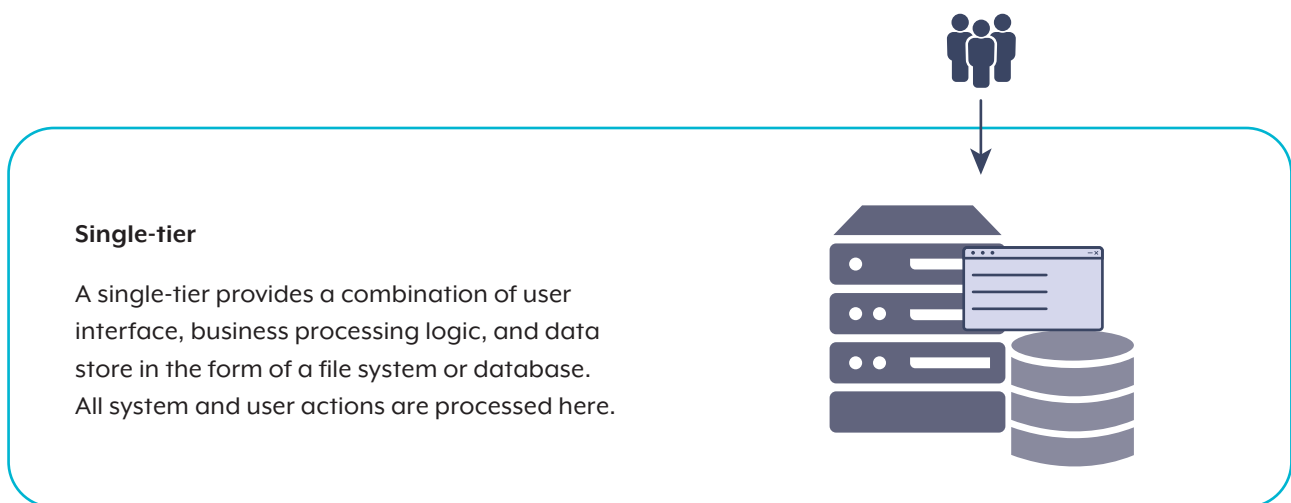 Single-tier
A single-tier provides a combination of user
interface, business processing logic, and data
store in the form of a file system or database.
All system and user actions are processed here.